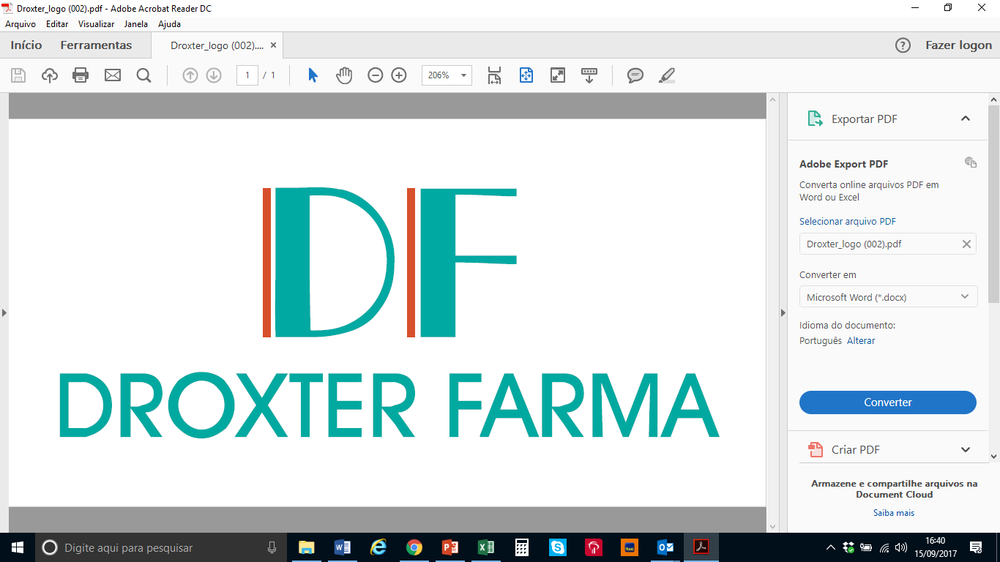 Droxter_logo (002).pdf - Adobe Acrobat Reader DC
Arquivo Editar Visualizar Janela Ajuda
Início Ferramentas Droxter_logo (002).... × ? Fazer logon
1 / 1 206%
Exportar PDF
Adobe Export PDF
Converta online arquivos PDF em
Word ou Excel
Selecionar arquivo PDF
Droxter_logo (002).pdf
Converter em
Microsoft Word (*.docx)
Idioma do documento:
Português Alterar
Converter
Criar PDF
Armazene e compartilhe arquivos na
Document Cloud
Saiba mais
DF
DROXTER FARMA
Digite aqui para pesquisar
16:40
15/09/2017